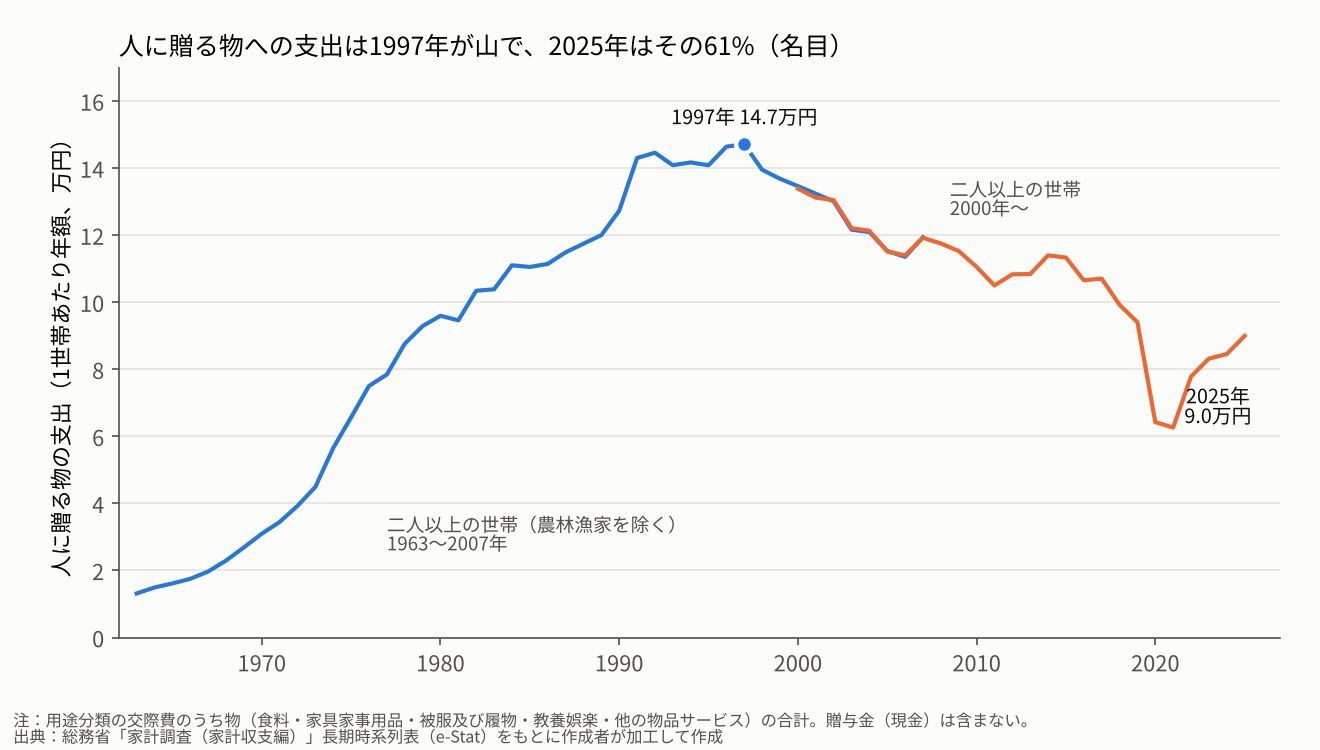 人に贈る物への支出は1997年が山で、2025年はその61%（名目）
人に贈る物の支出（1世帯あたり年額、万円）
16
14
12
10
8
6
4
2
0
1997年 14.7万円
二人以上の世帯
2000年～
2025年
9.0万円
二人以上の世帯（農林漁家を除く）
1963～2007年
1970
1980
1990
2000
2010
2020
注：用途分類の交際費のうち物（食料・家具家事用品・被服及び履物・教養娯楽・他の物品サービス）の合計。贈与金（現金）は含まない。
出典：総務省「家計調査（家計収支編）」長期時系列表（e-Stat）をもとに作成者が加工して作成